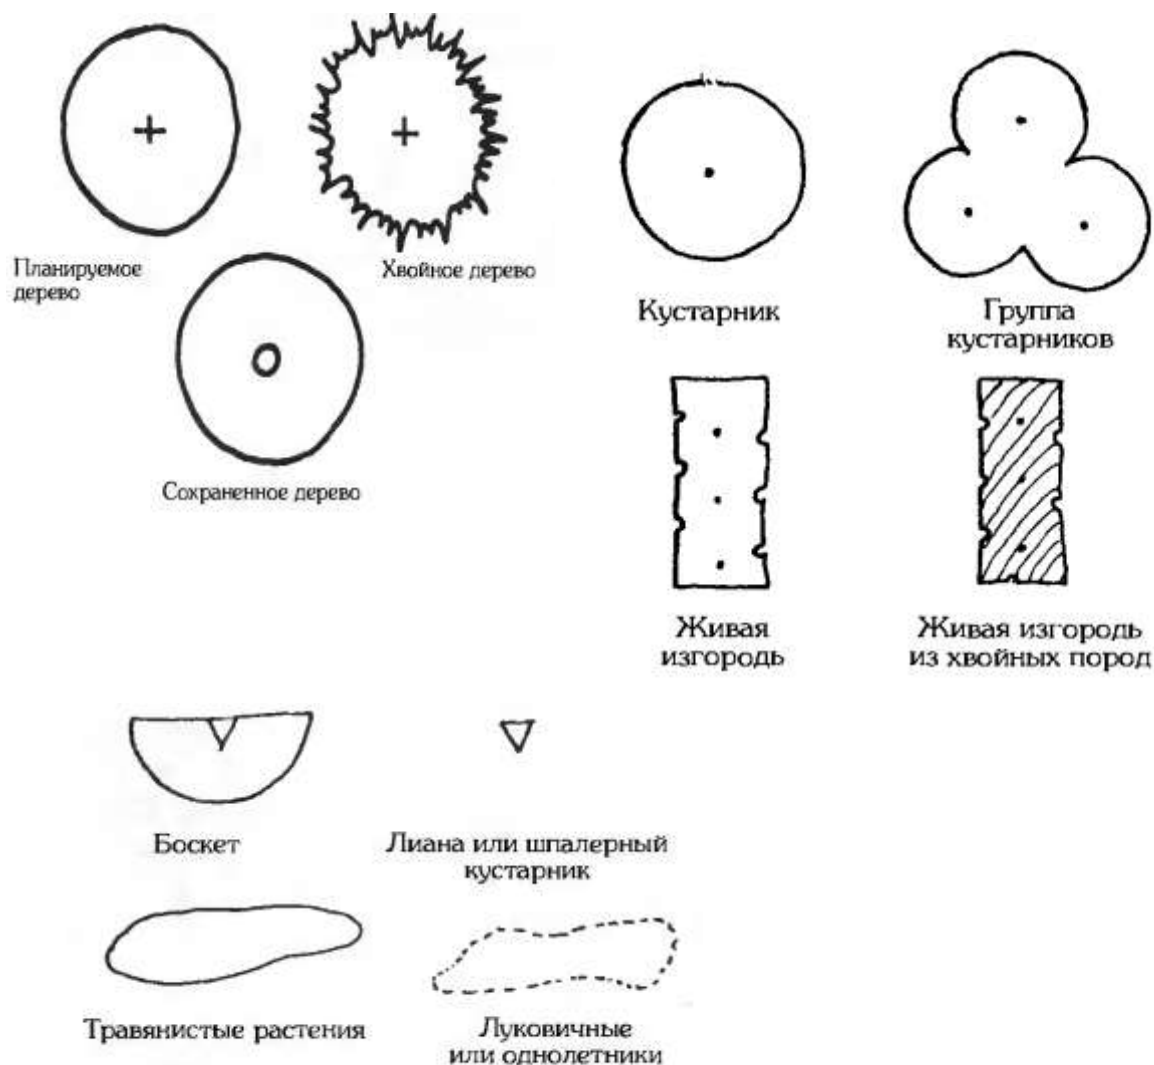 Планируемое
дерево
Хвойное дерево
Сохраненное дерево
Кустарник
Группа
кустарников
Живая
изгородь
Живая изгородь
из хвойных пород
Боскет
Лиана или шпалерный
кустарник
Травянистые растения
Луковичные
или однолетники